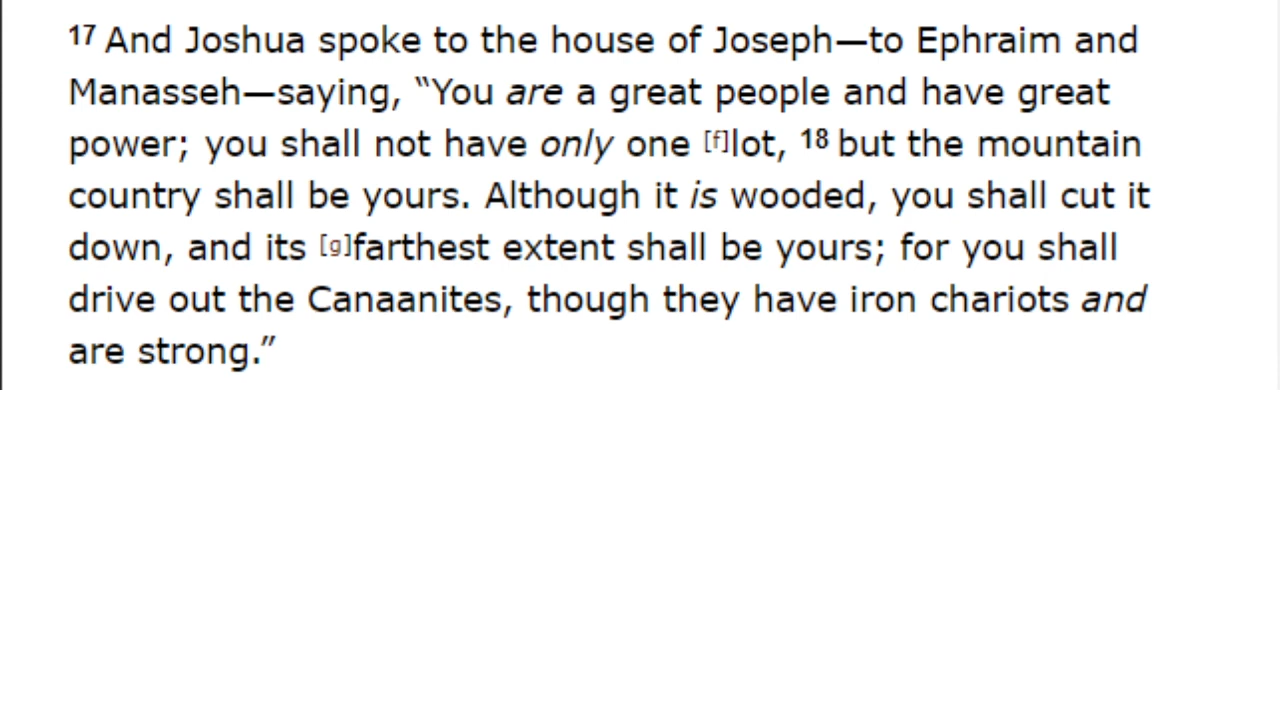 17 And Joshua spoke to the house of Joseph—to Ephraim and
Manasseh—saying, “You are a great people and have great
power; you shall not have only one [f]lot, 18 but the mountain
country shall be yours. Although it is wooded, you shall cut it
down, and its [g]farthest extent shall be yours; for you shall
drive out the Canaanites, though they have iron chariots and
are strong.”